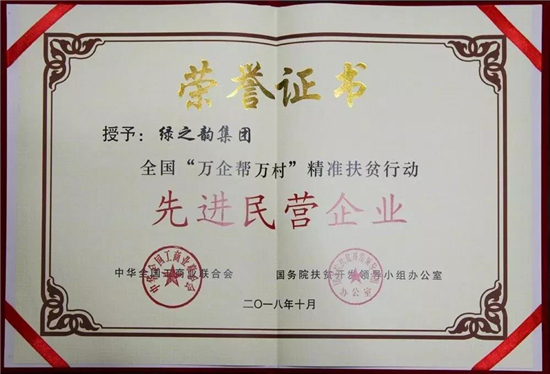 荣誉证书
授予：绿之韵集团
全国“万企帮万村”精准扶贫行动
先进民营企业
中华全国工商业联合会 国务院扶贫开发领导小组办公室
二〇一八年十月